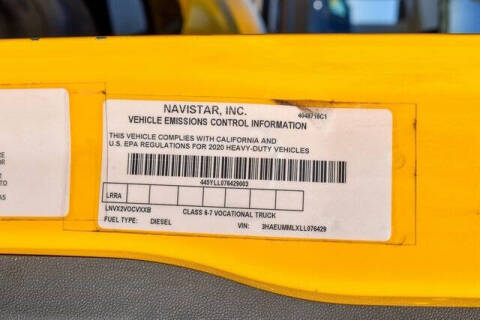 NAVISTAR, INC.
4048716C1
VEHICLE EMISSIONS CONTROL INFORMATION
THIS VEHICLE COMPLIES WITH CALIFORNIA AND
U.S. EPA REGULATIONS FOR 2020 HEAVY-DUTY VEHICLES
445YLL076429003
LRRA
LNVX2VOCVXXB CLASS 6-7 VOCATIONAL TRUCK
FUEL TYPE: DIESEL VIN: 3HAEUMMLXLL076429